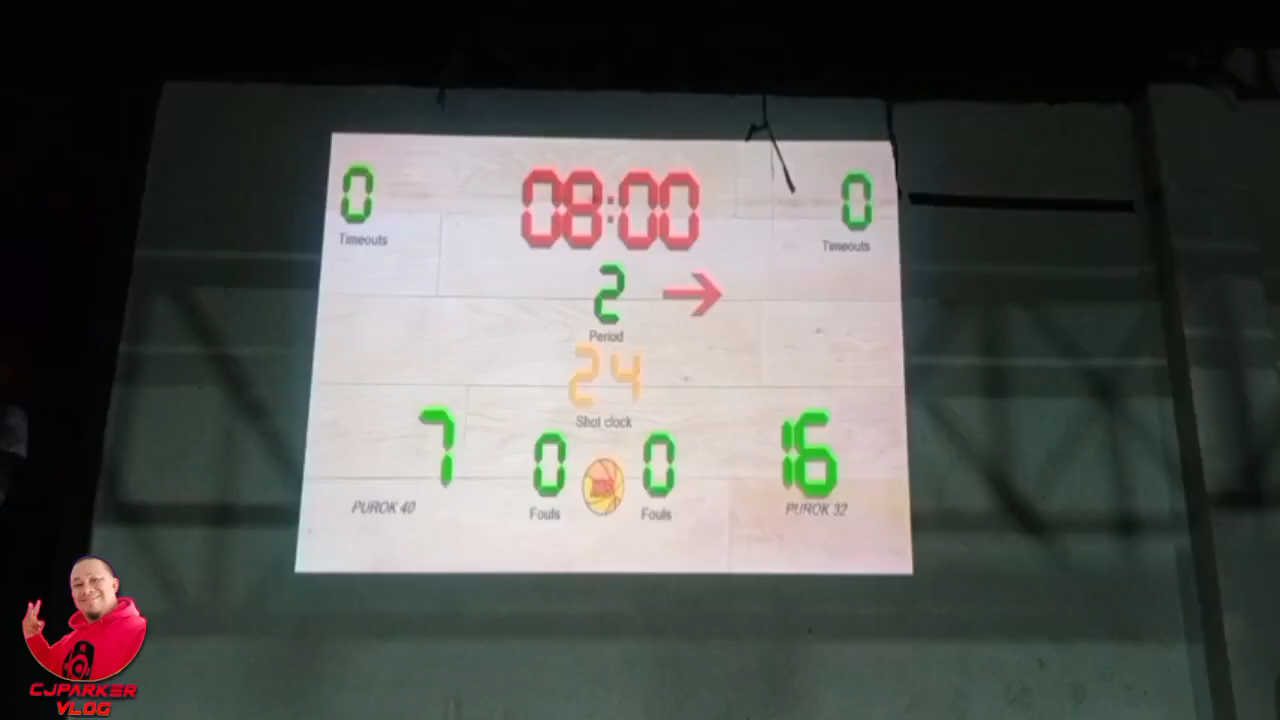 0
08:00
0
Timeouts
Timeouts
2
Period
24
Shot clock
7
0
0
16
PUROK 40
Fouls
Fouls
PUROK 32
CJPARKER
VLOG